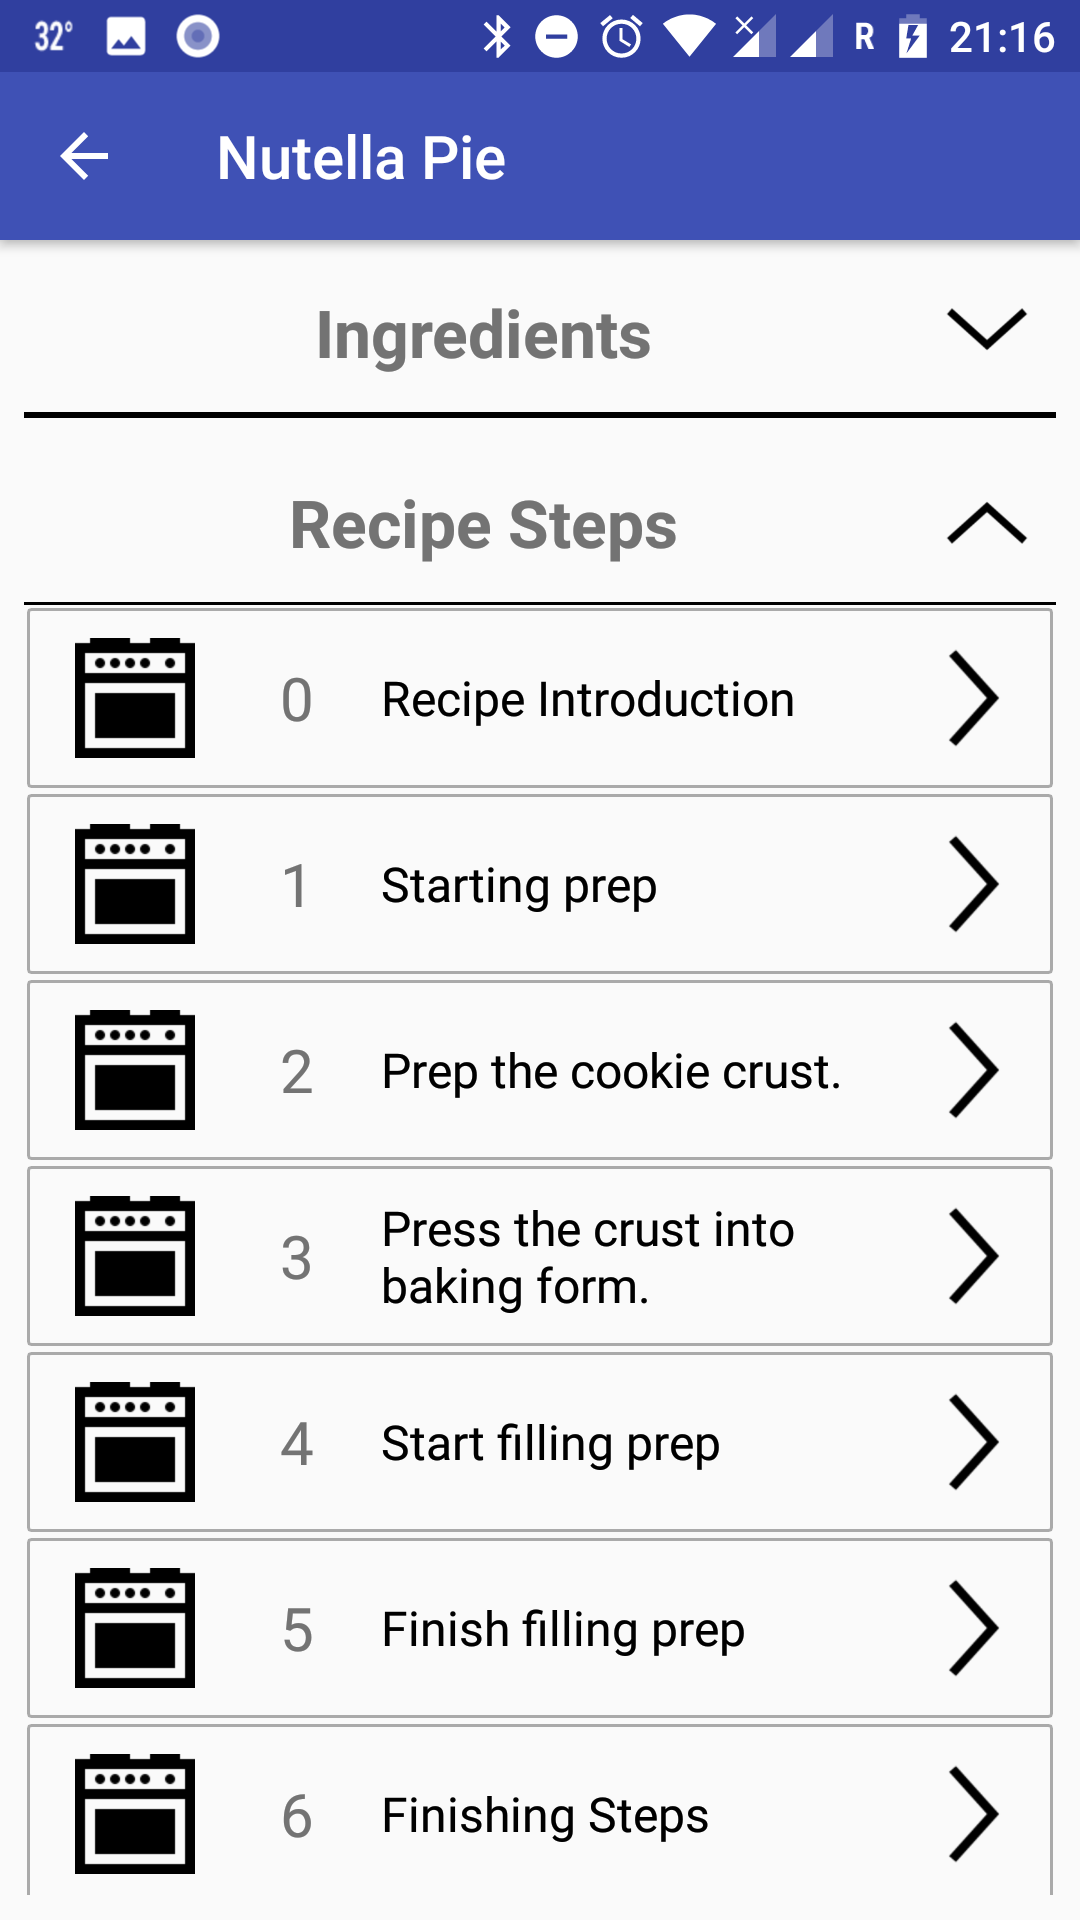 32° R 21:16
Nutella Pie
Ingredients
Recipe Steps
0 Recipe Introduction
1 Starting prep
2 Prep the cookie crust.
3 Press the crust into
baking form.
4 Start filling prep
5 Finish filling prep
6 Finishing Steps